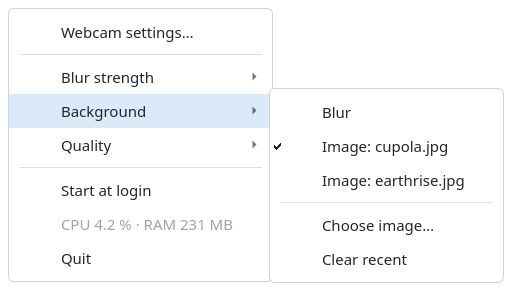 Webcam settings...
Blur strength
Background
Quality
Start at login
CPU 4.2 % · RAM 231 MB
Quit
Blur
Image: cupola.jpg
Image: earthrise.jpg
Choose image...
Clear recent